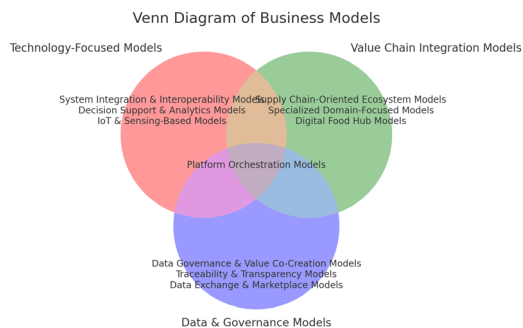 Venn Diagram of Business Models
Technology-Focused Models
Value Chain Integration Models
System Integration & Interoperability Models
Decision Support & Analytics Models
IoT & Sensing-Based Models
Supply Chain-Oriented Ecosystem Models
Specialized Domain-Focused Models
Digital Food Hub Models
Platform Orchestration Models
Data Governance & Value Co-Creation Models
Traceability & Transparency Models
Data Exchange & Marketplace Models
Data & Governance Models